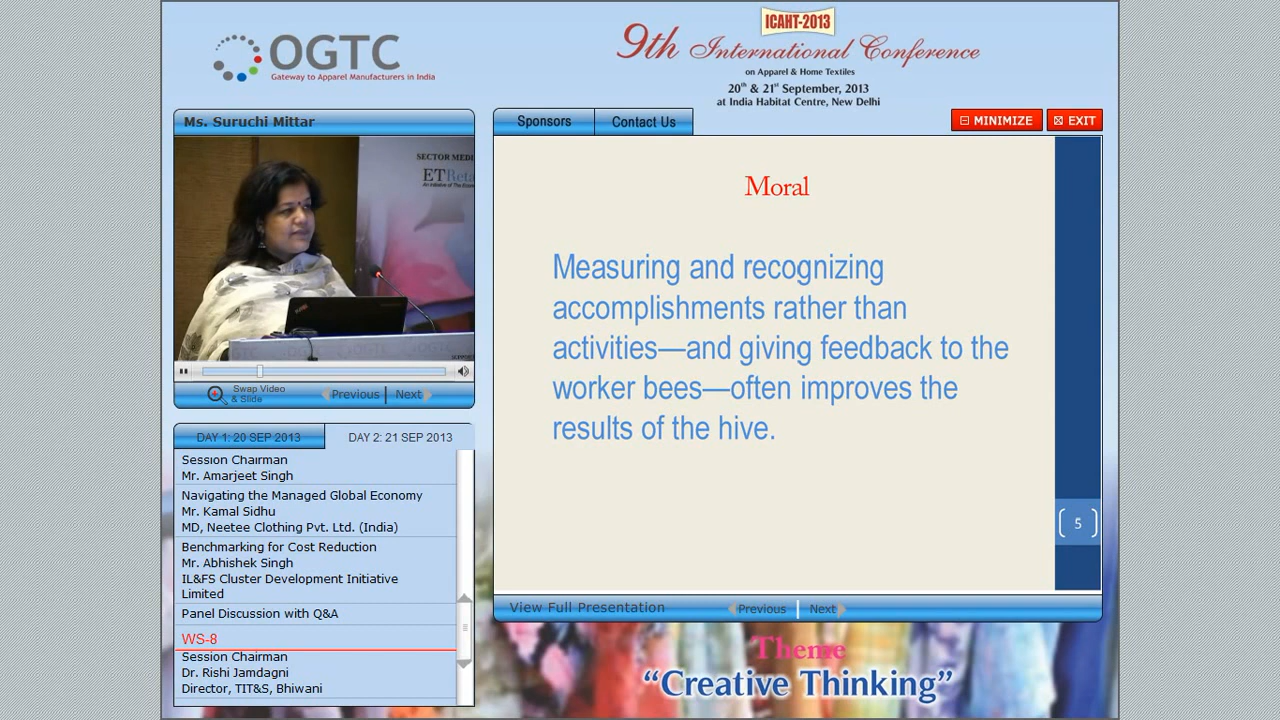 OGTC
Gateway to Apparel Manufacturers in India
ICAHT-2013
9th International Conference
on Apparel & Home Textiles
20th & 21st September, 2013
at India Habitat Centre, New Delhi
Ms. Suruchi Mittar
SECTOR MEDI
ETReta
OGTC
Swap Video
& Slide
Previous
Next
DAY 1: 20 SEP 2013
DAY 2: 21 SEP 2013
Session Chairman
Mr. Amarjeet Singh
Navigating the Managed Global Economy
Mr. Kamal Sidhu
MD, Neetee Clothing Pvt. Ltd. (India)
Benchmarking for Cost Reduction
Mr. Abhishek Singh
IL&FS Cluster Development Initiative
Limited
Panel Discussion with Q&A
WS-8
Session Chairman
Dr. Rishi Jamdagni
Director, TIT&S, Bhiwani
Sponsors
Contact Us
MINIMIZE
EXIT
Moral
Measuring and recognizing
accomplishments rather than
activities—and giving feedback to the
worker bees—often improves the
results of the hive.
5
View Full Presentation
Previous
Next
Theme
“Creative Thinking”